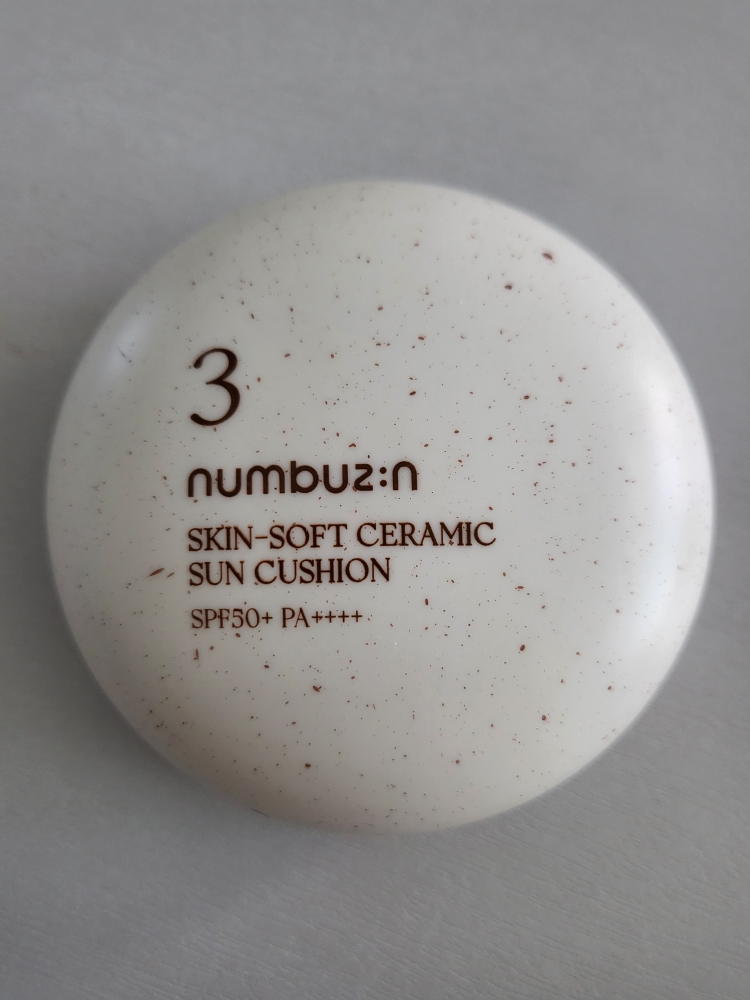 3
numbuz:n
SKIN-SOFT CERAMIC
SUN CUSHION
SPF50+ PA++++